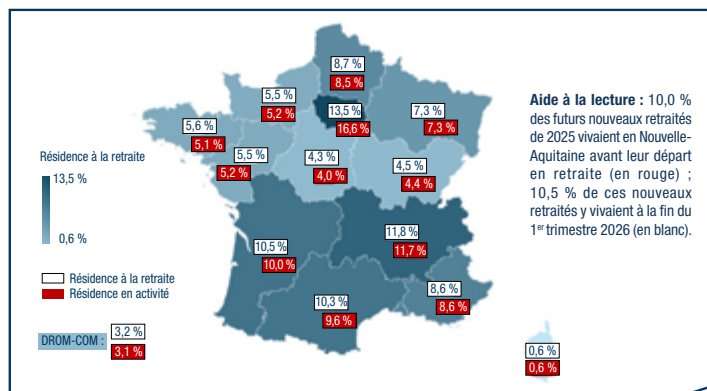 8,7 %
8,5 %
5,5 %
5,2 %
13,5 %
16,6 %
7,3 %
7,3 %
5,6 %
5,1 %
5,5 %
5,2 %
4,3 %
4,0 %
4,5 %
4,4 %
Résidence à la retraite
13,5 %
0,6 %
11,8 %
11,7 %
10,5 %
10,0 %
Résidence à la retraite
Résidence en activité
8,6 %
8,6 %
10,3 %
9,6 %
DROM-COM :
3,2 %
3,1 %
0,6 %
0,6 %
Aide à la lecture : 10,0 %
des futurs nouveaux retraités
de 2025 vivaient en Nouvelle-
Aquitaine avant leur départ
en retraite (en rouge) ;
10,5 % de ces nouveaux
retraités y vivaient à la fin du
1er trimestre 2026 (en blanc).